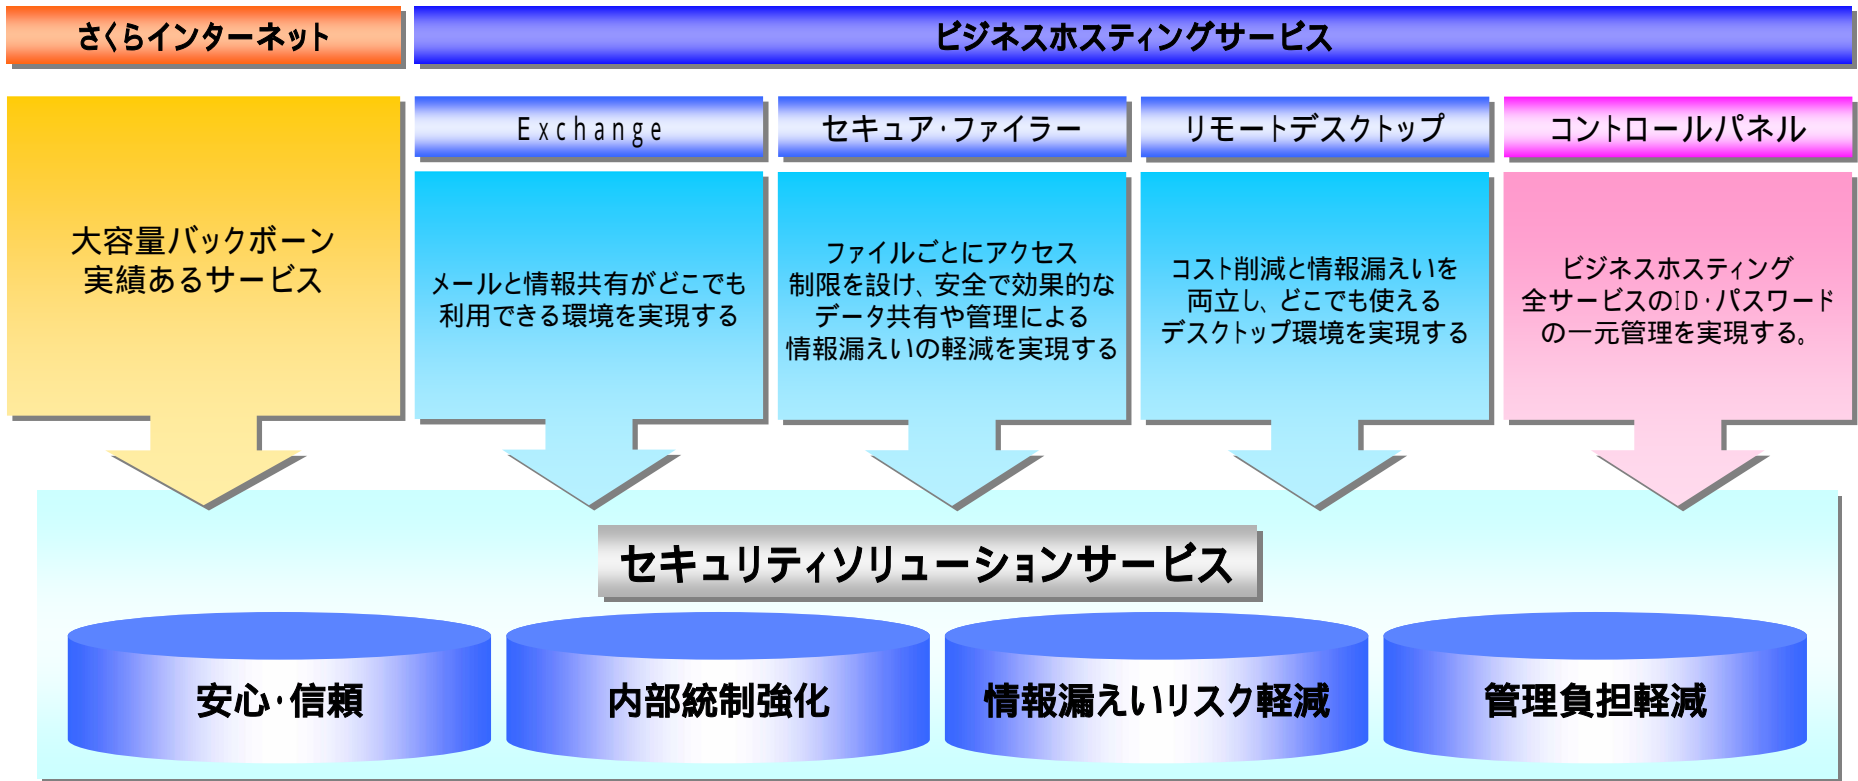 さくらインターネット
ビジネスホスティングサービス
大容量バックボーン
実績あるサービス
Exchange
メールと情報共有がどこでも
利用できる環境を実現する
セキュア・ファイラー
ファイルごとにアクセス
制限を設け、安全で効果的な
データ共有や管理による
情報漏えいの軽減を実現する
リモートデスクトップ
コスト削減と情報漏えいを
両立し、どこでも使える
デスクトップ環境を実現する
コントロールパネル
ビジネスホスティング
全サービスのID・パスワード
の一元管理を実現する。
セキュリティソリューションサービス
安心・信頼
内部統制強化
情報漏えいリスク軽減
管理負担軽減